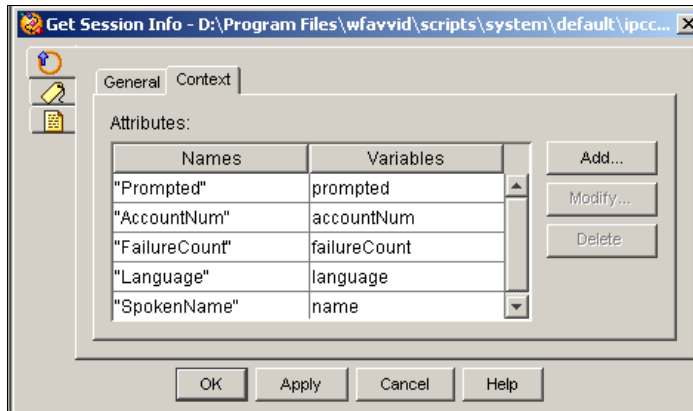 Get Session Info - D:\Program Files\wfavvid\scripts\system\default\ipcc...
General Context
Attributes:
Names Variables Add...
"Prompted" prompted
Modify...
"AccountNum" accountNum
"FailureCount" failureCount Delete
"Language" language
"SpokenName" name
OK Apply Cancel Help